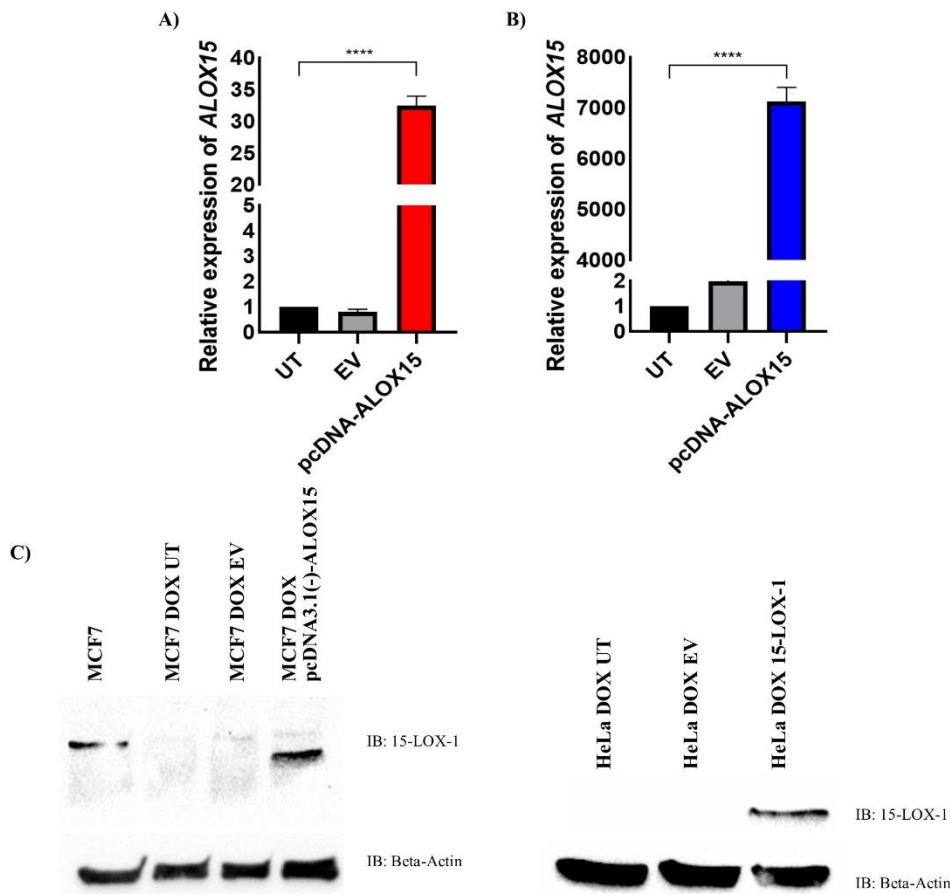 A)
Relative expression of ALOX15
40
35
30
25
20
5
4
3
2
1
0
****
UT
EV
pcDNA-ALOX15
B)
Relative expression of ALOX15
8000
7000
6000
5000
4000
2
1
0
****
UT
EV
pcDNA-ALOX15
C)
MCF7
MCF7 DOX UT
MCF7 DOX EV
MCF7 DOX
pcDNA3.1(-)-ALOX15
IB: 15-LOX-1
IB: Beta-Actin
HeLa DOX UT
HeLa DOX EV
HeLa DOX 15-LOX-1
IB: 15-LOX-1
IB: Beta-Actin